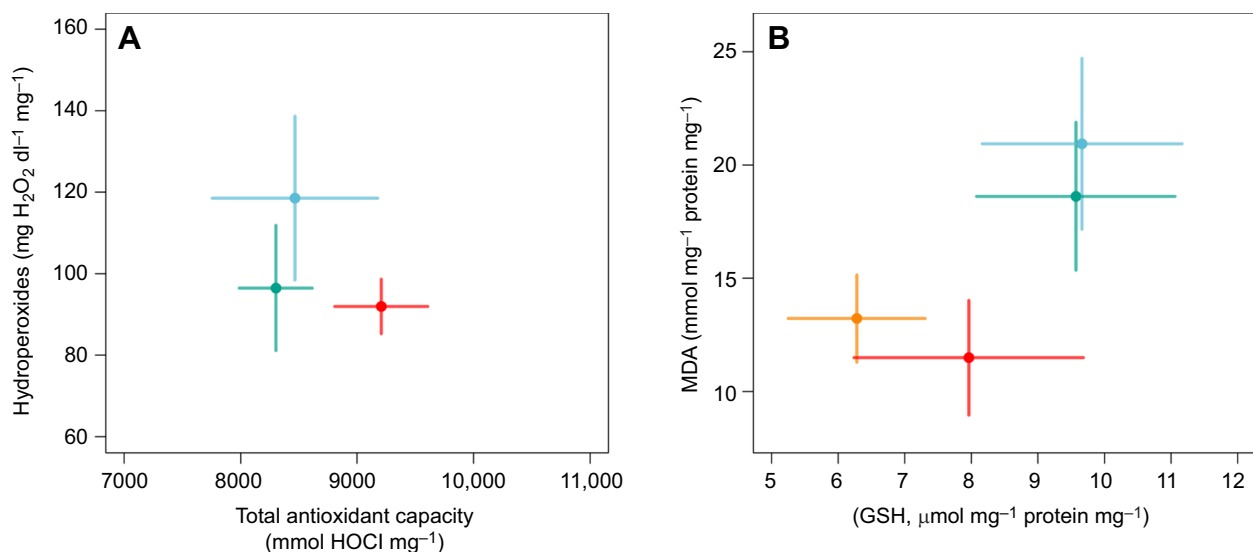 A
Hydroperoxides (mg H₂O₂ dl⁻¹ mg⁻¹)
160
140
120
100
80
60
7000 8000 9000 10,000 11,000
Total antioxidant capacity
(mmol HOCl mg⁻¹)
B
MDA (mmol mg⁻¹ protein mg⁻¹)
25
20
15
10
5 6 7 8 9 10 11 12
(GSH, μmol mg⁻¹ protein mg⁻¹)